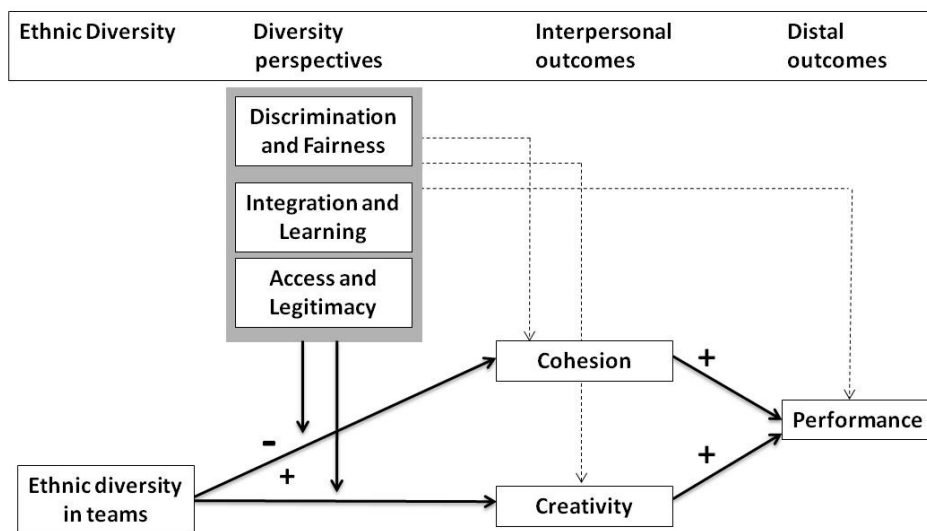 Ethnic Diversity
Diversity
perspectives
Interpersonal
outcomes
Distal
outcomes
Discrimination
and Fairness
Integration and
Learning
Access and
Legitimacy
Cohesion
+
Performance
-
+
+
Ethnic diversity
in teams
Creativity